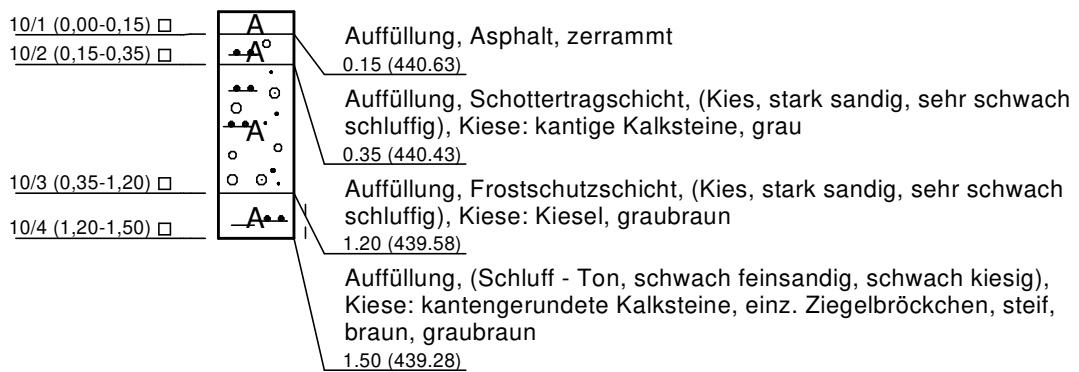 10/1 (0,00-0,15)
10/2 (0,15-0,35)
10/3 (0,35-1,20)
10/4 (1,20-1,50)
A
A
A
A
Auffüllung, Asphalt, zerrammt
0.15 (440.63)
Auffüllung, Schottertragschicht, (Kies, stark sandig, sehr schwach
schluffig), Kiese: kantige Kalksteine, grau
0.35 (440.43)
Auffüllung, Frostschutzschicht, (Kies, stark sandig, sehr schwach
schluffig), Kiese: Kiesel, graubraun
1.20 (439.58)
Auffüllung, (Schluff - Ton, schwach feinsandig, schwach kiesig),
Kiese: kantengerundete Kalksteine, einz. Ziegelbröckchen, steif,
braun, graubraun
1.50 (439.28)